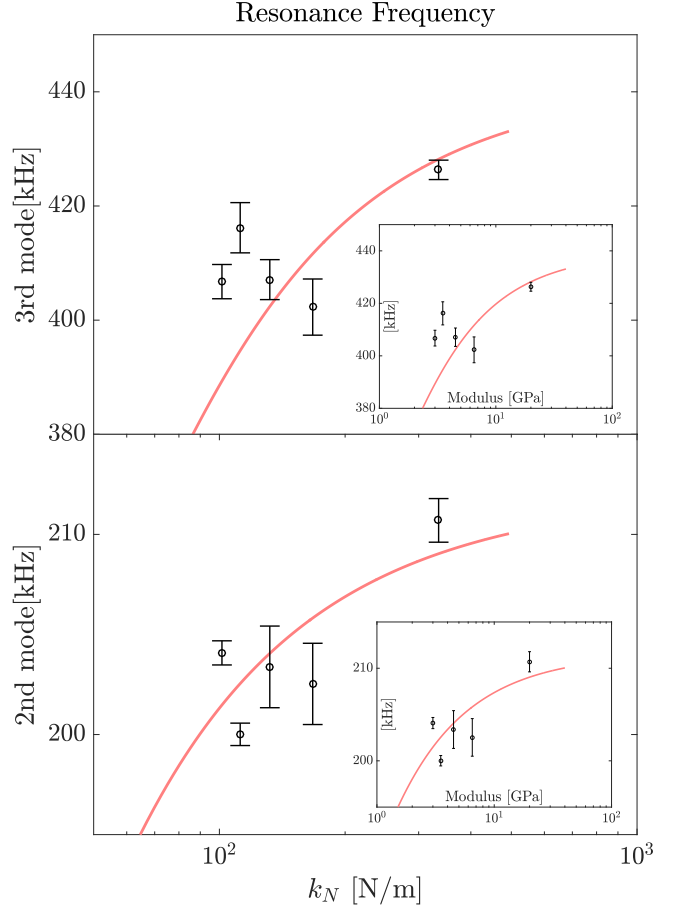 Resonance Frequency
3rd mode[kHz]
440
420
400
380
[kHz]
440
420
400
380
Modulus [GPa]
10^0
10^1
10^2
2nd mode[kHz]
210
200
[kHz]
210
200
Modulus [GPa]
10^0
10^1
10^2
10^2
10^3
k_N [N/m]